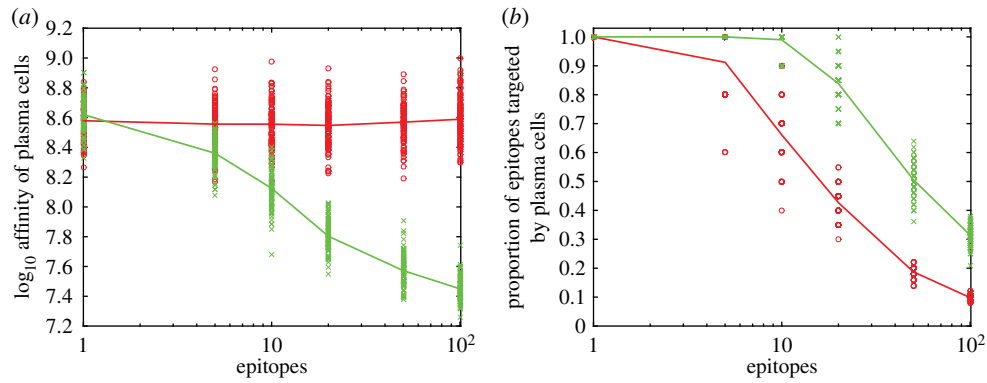 (a)
9.2
9.0
8.8
8.6
8.4
8.2
8.0
7.8
7.6
7.4
7.2
log10 affinity of plasma cells
1 10 10²
epitopes
(b)
1.0
0.9
0.8
0.7
0.6
0.5
0.4
0.3
0.2
0.1
0
proportion of epitopes targeted
by plasma cells
1 10 10²
epitopes